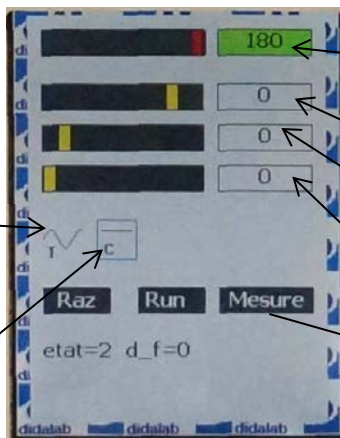 180
0
0
0
T C
Raz Run Mesure
etat=2 d_f=0
didalab didalab didalab